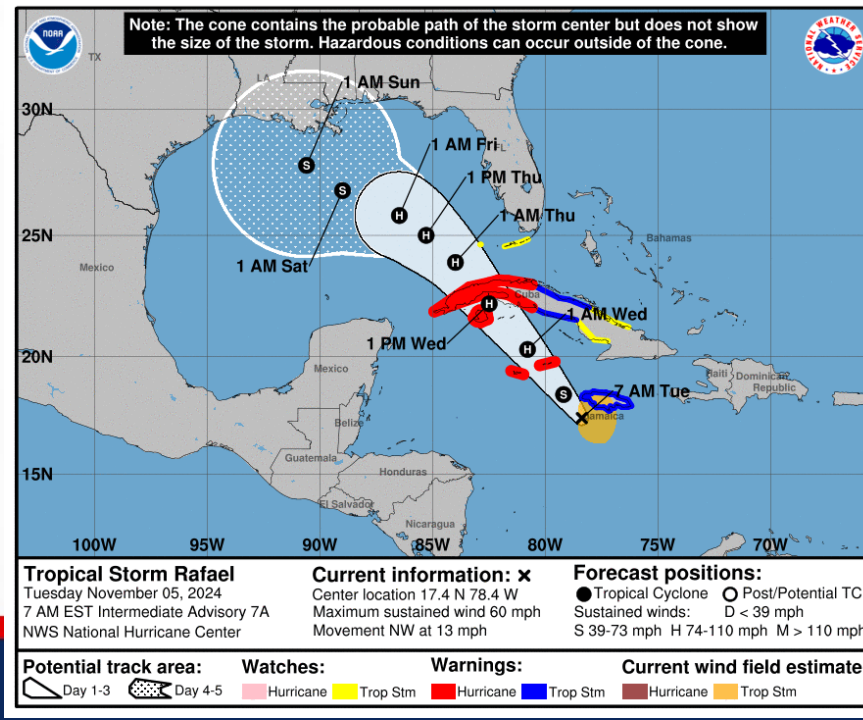 Note: The cone contains the probable path of the storm center but does not show
the size of the storm. Hazardous conditions can occur outside of the cone.
NOAA
NATIONAL WEATHER SERVICE
TX
LA
1 AM Sun
30N
1 AM Fri
FL
1 PM Thu
1 AM Thu
25N
Bahamas
Mexico
1 AM Sat
Cuba
1 AM Wed
1 PM Wed
20N
Mexico
Haiti
Dominican
Republic
7 AM Tue
Jamaica
Belize
Guatemala
Honduras
15N
El Salvador
Nicaragua
100W 95W 90W 85W 80W 75W 70W
S
S
H
H
H
H
H
S
Tropical Storm Rafael
Tuesday November 05, 2024
7 AM EST Intermediate Advisory 7A
NWS National Hurricane Center
Current information: x
Center location 17.4 N 78.4 W
Maximum sustained wind 60 mph
Movement NW at 13 mph
Forecast positions:
Tropical Cyclone Post/Potential TC
Sustained winds: D < 39 mph
S 39-73 mph H 74-110 mph M > 110 mph
Potential track area:
Day 1-3 Day 4-5
Watches:
Hurricane Trop Stm
Warnings:
Hurricane Trop Stm
Current wind field estimate
Hurricane Trop Stm